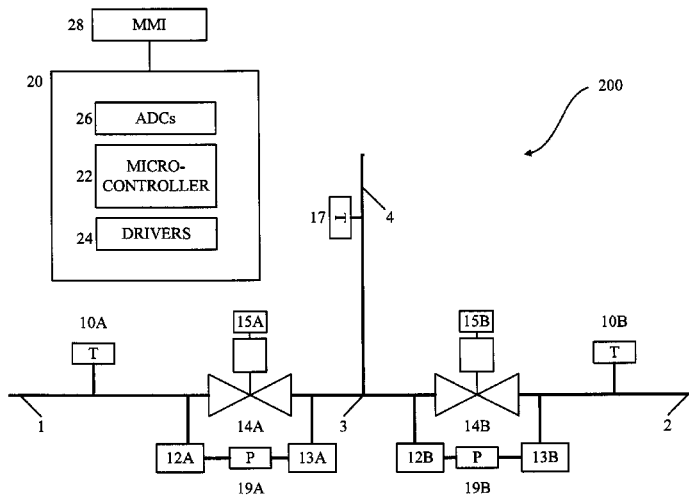 28
MMI
20
200
26
ADCs
22
MICRO-
CONTROLLER
17
T
4
24
DRIVERS
10A
15A
15B
10B
T
T
1
14A
3
14B
2
12A
P
13A
12B
P
13B
19A
19B